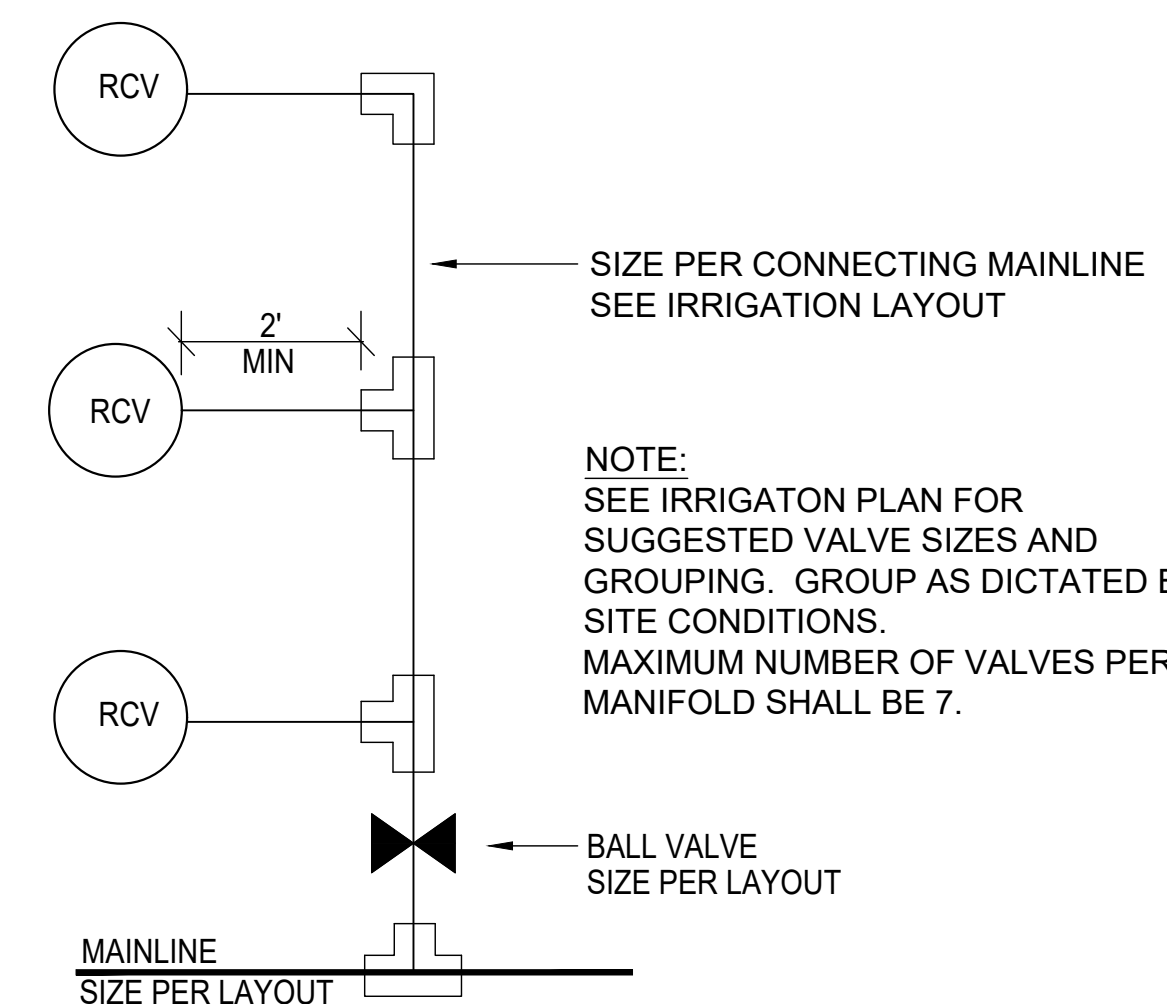 RCV
SIZE PER CONNECTING MAINLINE
SEE IRRIGATION LAYOUT
2'
MIN
RCV
NOTE:
SEE IRRIGATON PLAN FOR
SUGGESTED VALVE SIZES AND
GROUPING. GROUP AS DICTATED
SITE CONDITIONS.
MAXIMUM NUMBER OF VALVES PER
MANIFOLD SHALL BE 7.
RCV
BALL VALVE
SIZE PER LAYOUT
MAINLINE
SIZE PER LAYOUT